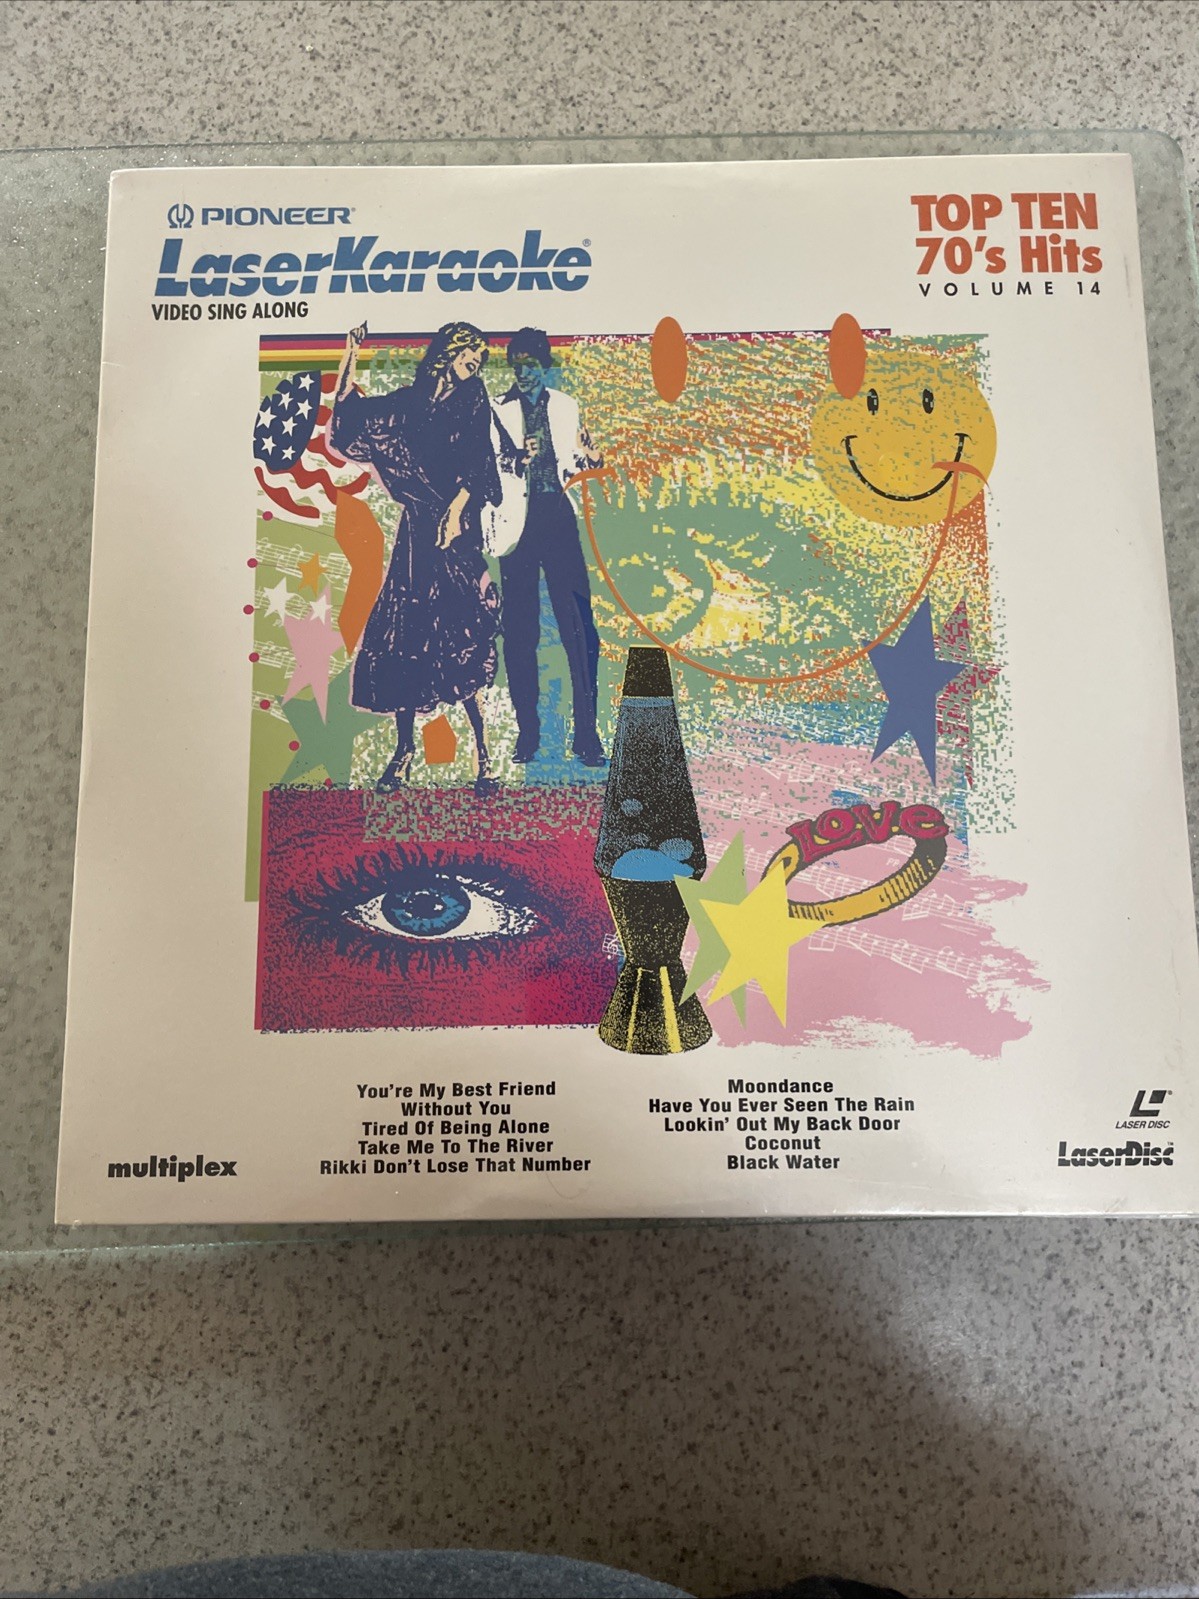 PIONEER®
LaserKaraoke®
VIDEO SING ALONG
TOP TEN
70's Hits
VOLUME 14
LOVE
You're My Best Friend
Without You
Tired Of Being Alone
Take Me To The River
Rikki Don't Lose That Number
Moondance
Have You Ever Seen The Rain
Lookin' Out My Back Door
Coconut
Black Water
multiplex
LASER DISC
LaserDisc™